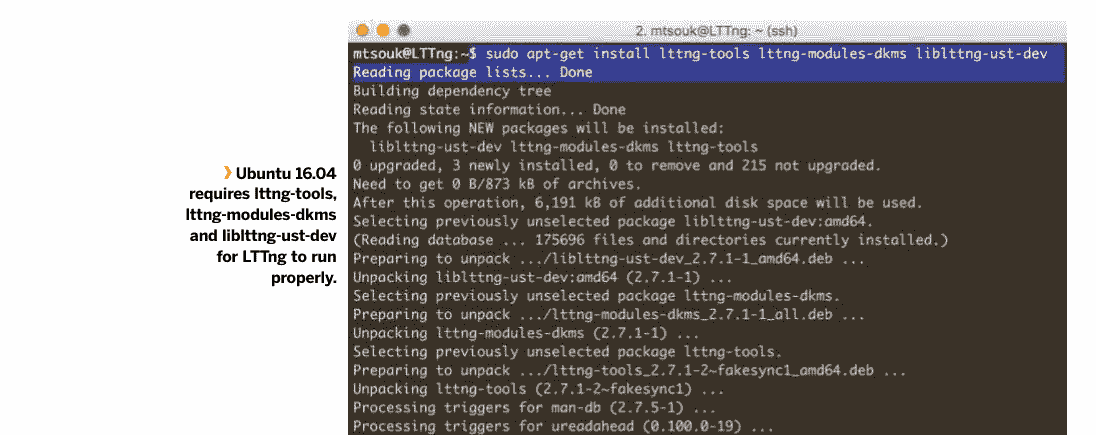 2. mtsouk@LTTng: ~ (ssh)
mtsouk@LTTng:~$ sudo apt-get install lttng-tools lttng-modules-dkms liblttng-ust-dev
Reading package lists... Done
Building dependency tree
Reading state information... Done
The following NEW packages will be installed:
  liblttng-ust-dev lttng-modules-dkms lttng-tools
0 upgraded, 3 newly installed, 0 to remove and 215 not upgraded.
Need to get 0 B/873 kB of archives.
After this operation, 6,191 kB of additional disk space will be used.
Selecting previously unselected package liblttng-ust-dev:amd64.
(Reading database ... 175696 files and directories currently installed.)
Preparing to unpack .../liblttng-ust-dev_2.7.1-1_amd64.deb ...
Unpacking liblttng-ust-dev:amd64 (2.7.1-1) ...
Selecting previously unselected package lttng-modules-dkms.
Preparing to unpack .../lttng-modules-dkms_2.7.1-1_all.deb ...
Unpacking lttng-modules-dkms (2.7.1-1) ...
Selecting previously unselected package lttng-tools.
Preparing to unpack .../lttng-tools_2.7.1-2~fakesync1_amd64.deb ...
Unpacking lttng-tools (2.7.1-2~fakesync1) ...
Processing triggers for man-db (2.7.5-1) ...
Processing triggers for ureadahead (0.100.0-19) ...
❯ Ubuntu 16.04
requires lttng-tools,
lttng-modules-dkms
and liblttng-ust-dev
for LTTng to run
properly.